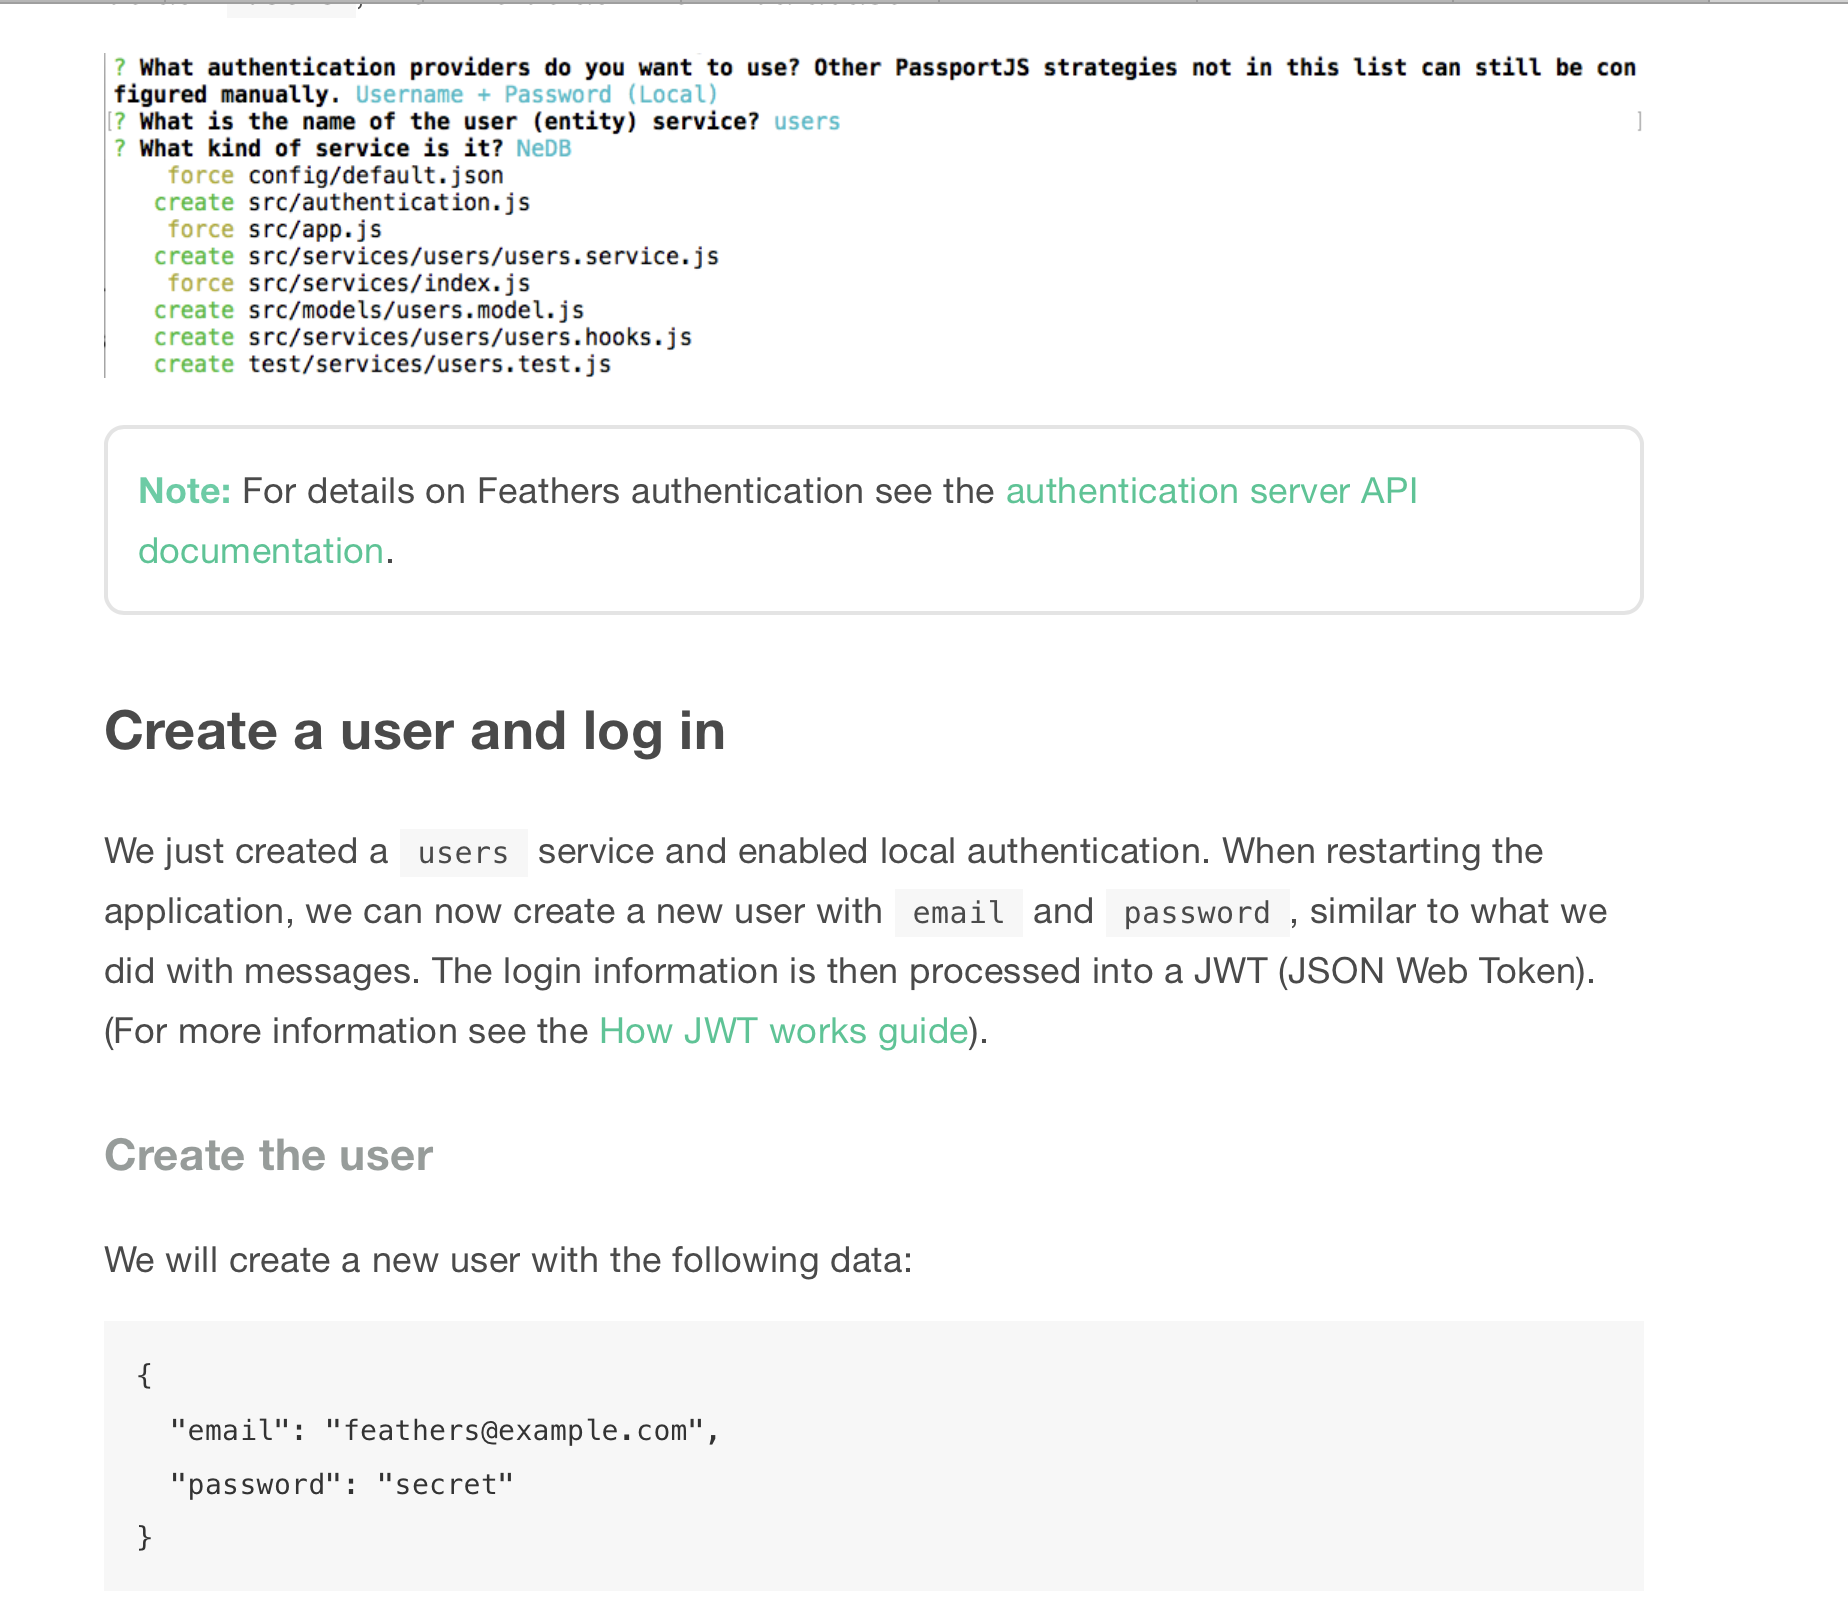 ? What authentication providers do you want to use? Other PassportJS strategies not in this list can still be con
figured manually. Username + Password (Local)
[? What is the name of the user (entity) service? users ]
? What kind of service is it? NeDB
force config/default.json
create src/authentication.js
force src/app.js
create src/services/users/users.service.js
force src/services/index.js
create src/models/users.model.js
create src/services/users/users.hooks.js
create test/services/users.test.js
Note: For details on Feathers authentication see the authentication server API
documentation.
Create a user and log in
We just created a users service and enabled local authentication. When restarting the
application, we can now create a new user with email and password , similar to what we
did with messages. The login information is then processed into a JWT (JSON Web Token).
(For more information see the How JWT works guide).
Create the user
We will create a new user with the following data:
{
"email": "feathers@example.com",
"password": "secret"
}